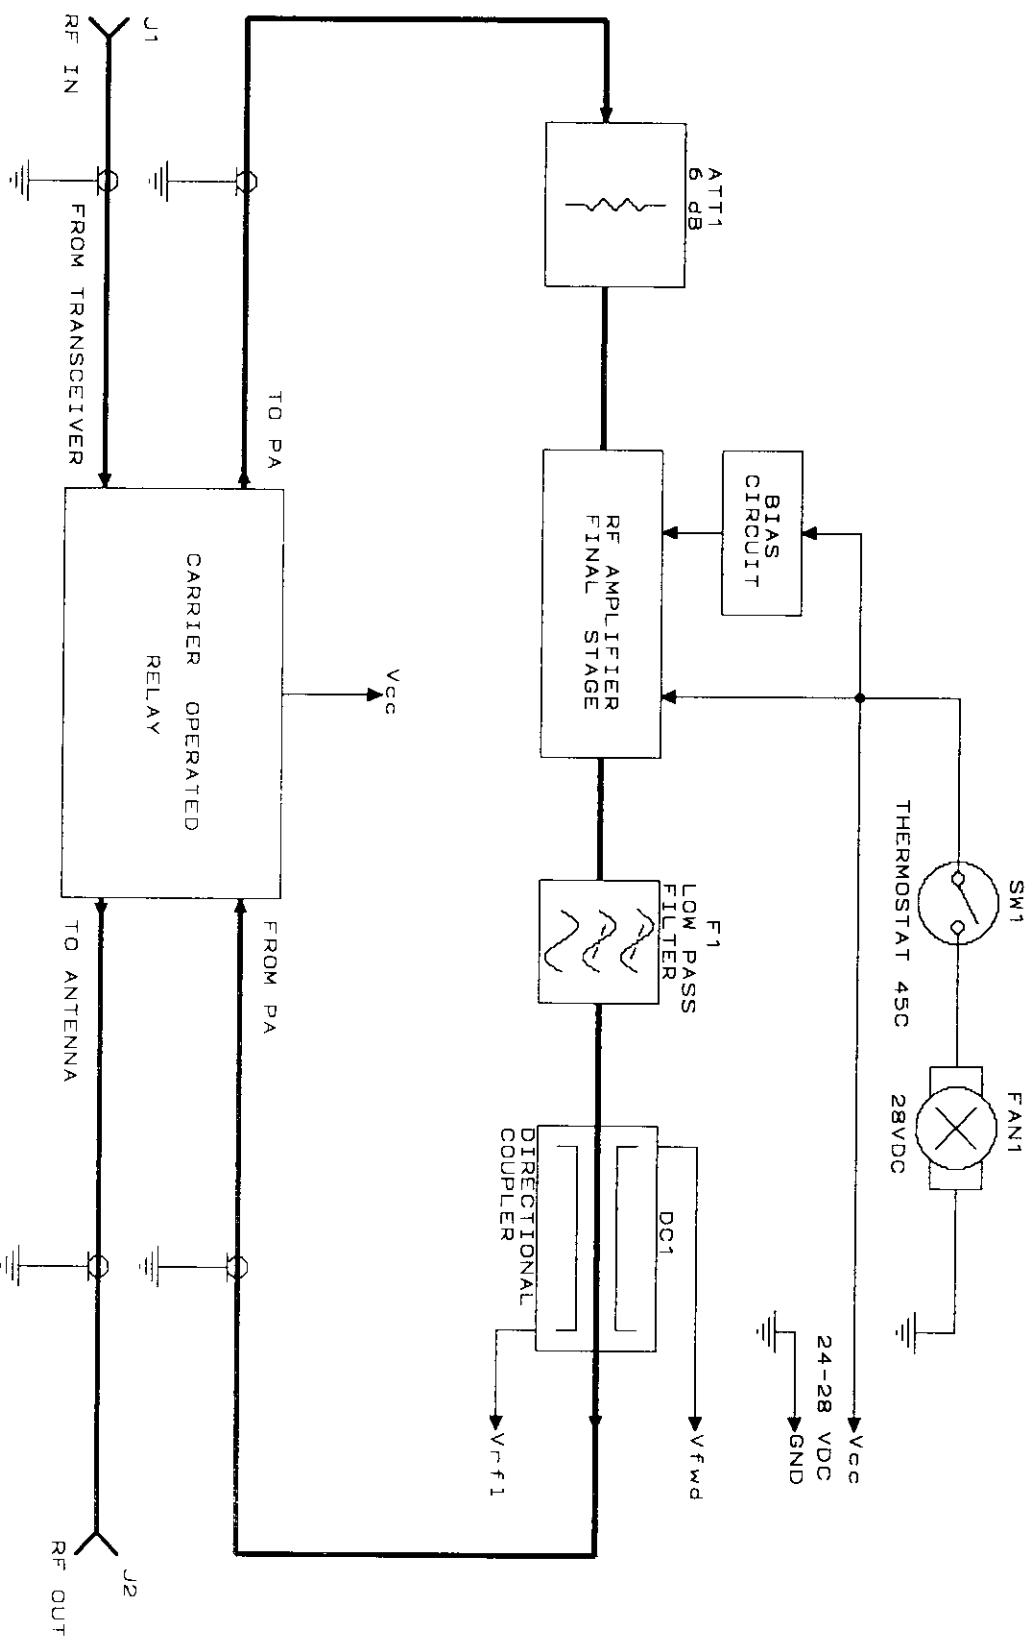 SW1
FAN1
THERMOSTAT 45C
28VDC
BIAS
CIRCUIT
Vcc
24-28 VDC
GND
ATT1
6 dB
RF AMPLIFIER
FINAL STAGE
F1
LOW PASS
FILTER
DC1
DIRECTIONAL
COUPLER
Vfwd
Vrfl
Vcc
TO PA
FROM PA
CARRIER OPERATED
RELAY
J1
RF IN
FROM TRANSCEIVER
TO ANTENNA
J2
RF OUT